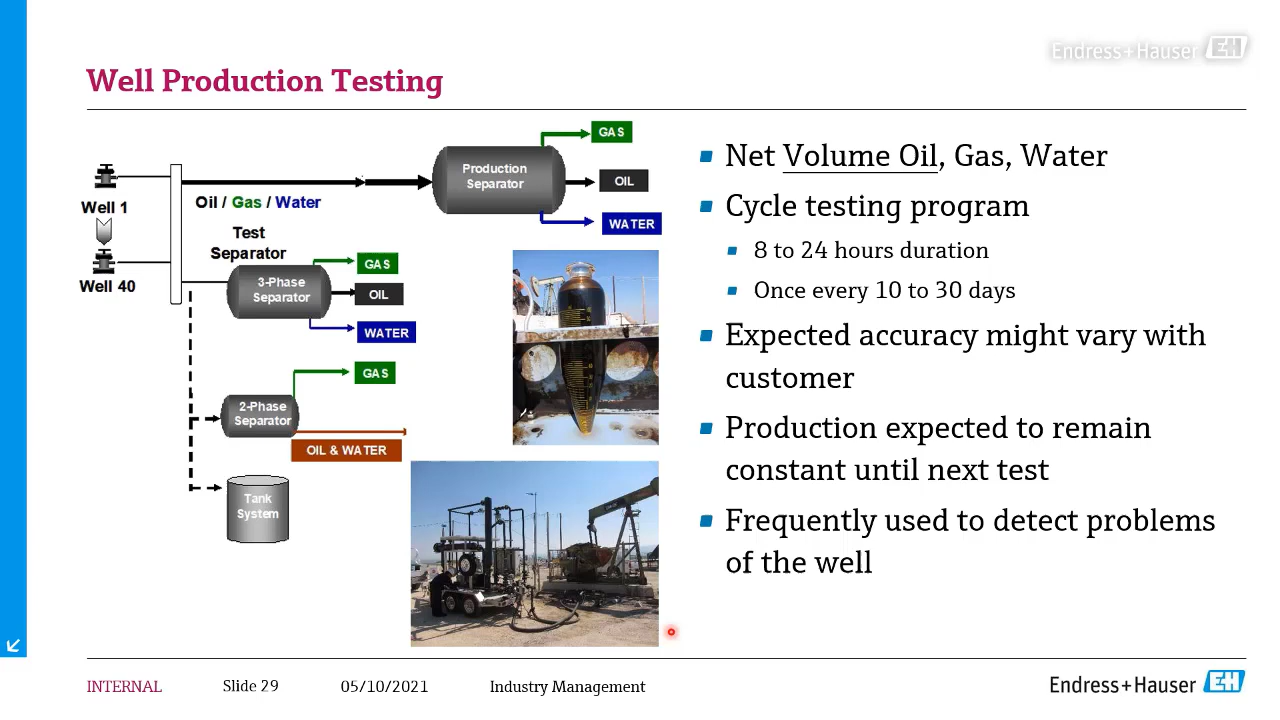 Endress+Hauser EH
Well Production Testing
GAS
Production
Separator
OIL
WATER
Well 1
Oil / Gas / Water
Well 40
Test
Separator
3-Phase
Separator
GAS
OIL
WATER
2-Phase
Separator
GAS
OIL & WATER
Tank
System
Net Volume Oil, Gas, Water
Cycle testing program
8 to 24 hours duration
Once every 10 to 30 days
Expected accuracy might vary with
customer
Production expected to remain
constant until next test
Frequently used to detect problems
of the well
INTERNAL
Slide 29
05/10/2021
Industry Management
Endress+Hauser EH